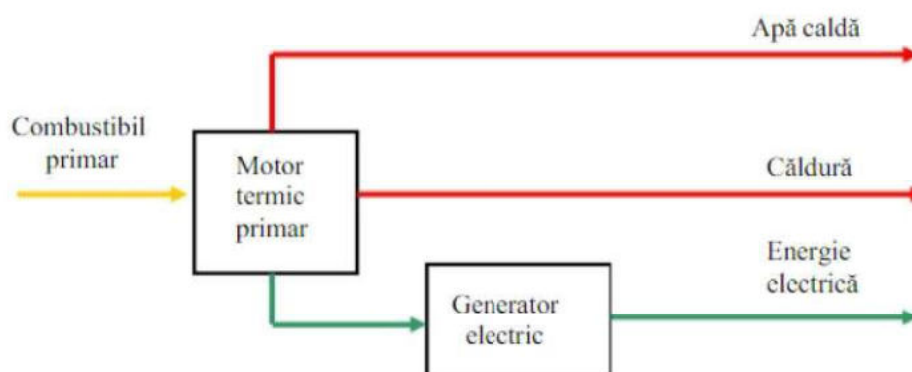 Apă caldă
Combustibil
primar
Motor
termic
primar
Căldură
Energie
electrică
Generator
electric